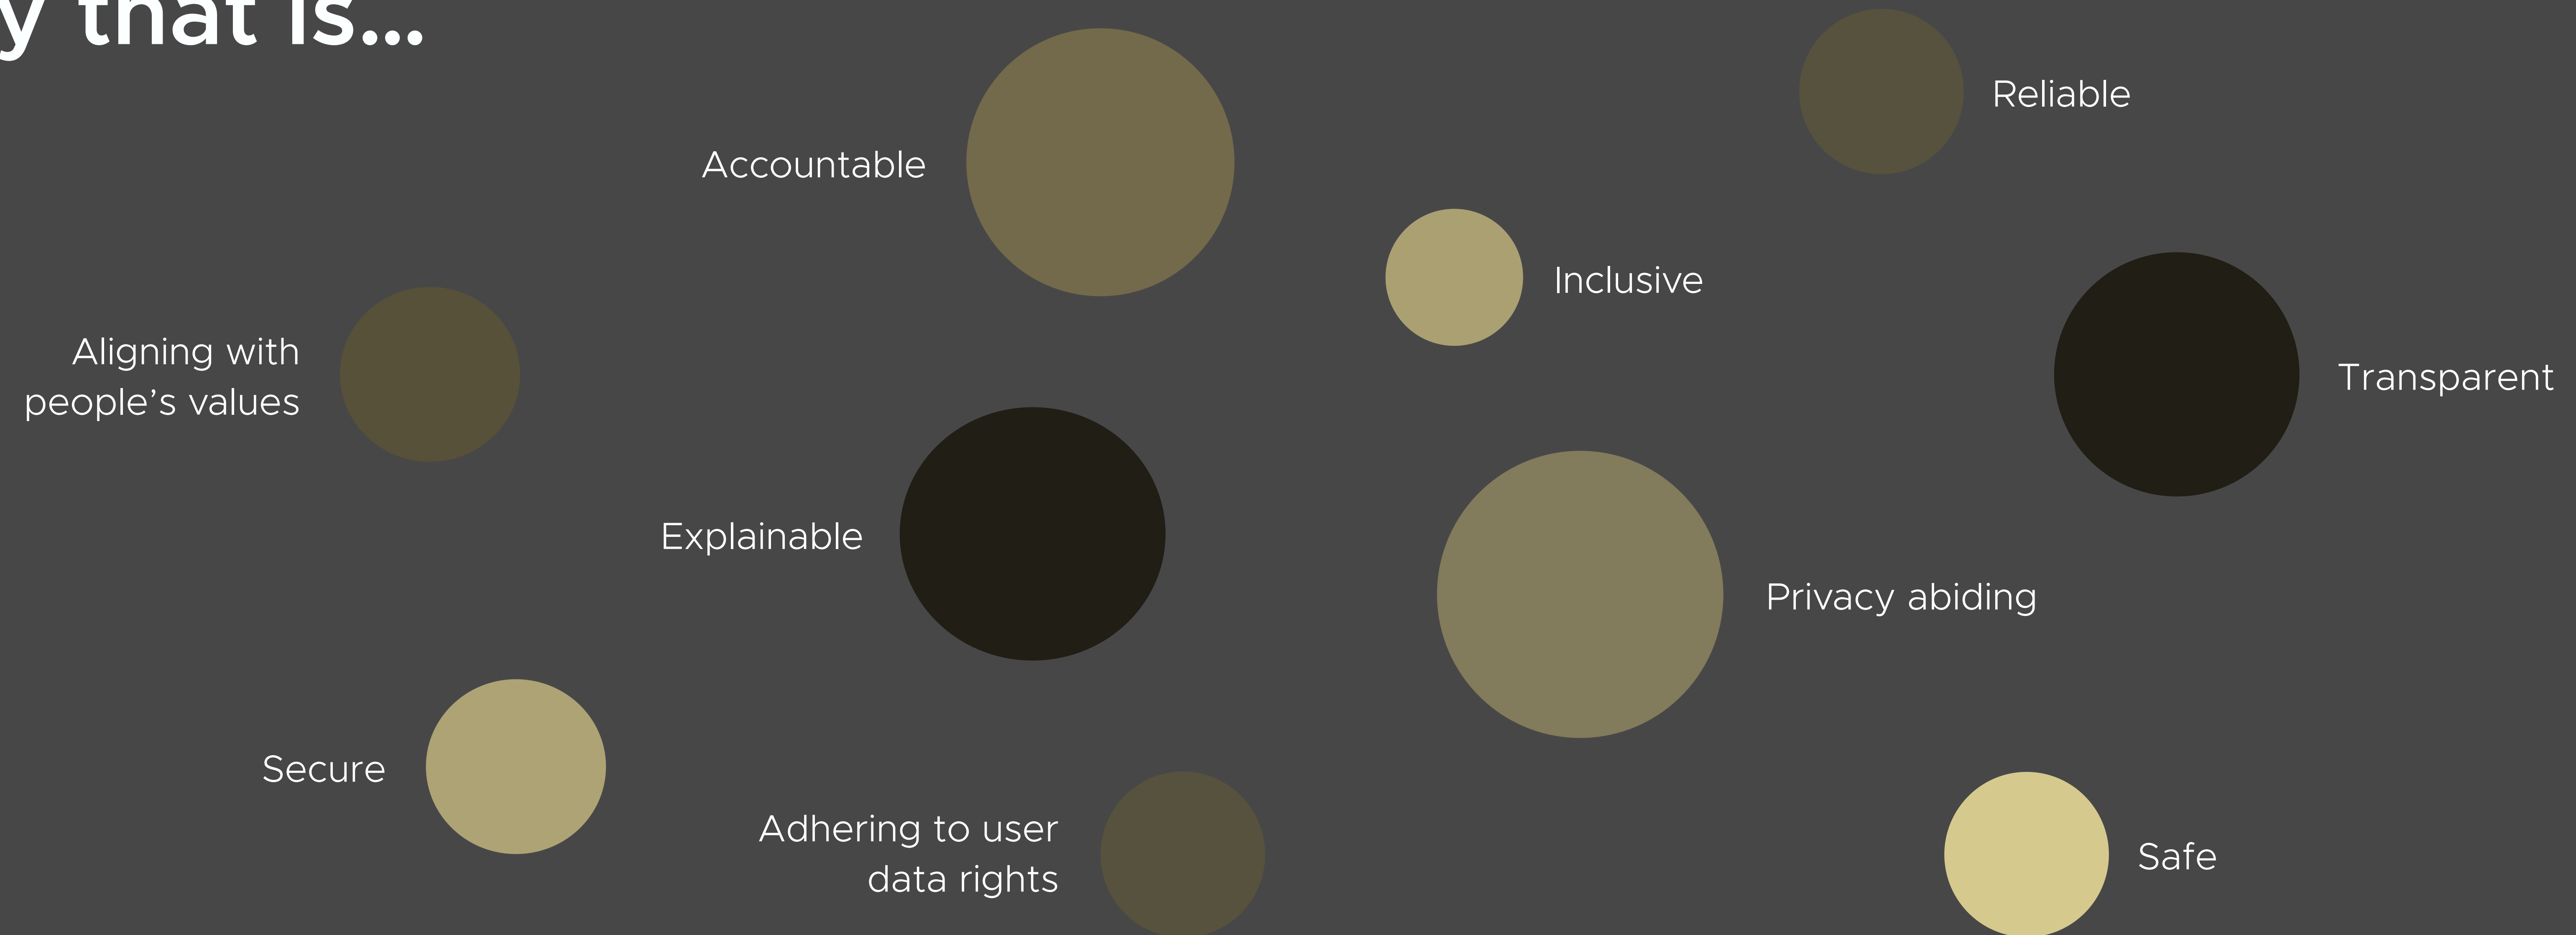 y that is...
Reliable
Accountable
Inclusive
Aligning with
people’s values
Transparent
Explainable
Privacy abiding
Secure
Adhering to user
data rights
Safe